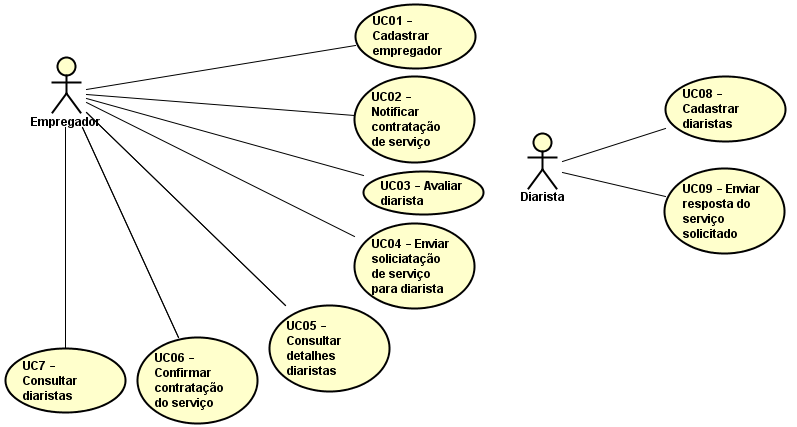 UC01 –
Cadastrar
empregador
Empregador
UC02 –
Notificar
contratação
de serviço
UC03 – Avaliar
diarista
UC04 – Enviar
soliciatação
de serviço
para diarista
UC05 –
Consultar
detalhes
diaristas
UC06 –
Confirmar
contratação
do serviço
UC7 –
Consultar
diaristas
Diarista
UC08 –
Cadastrar
diaristas
UC09 – Enviar
resposta do
serviço
solicitado